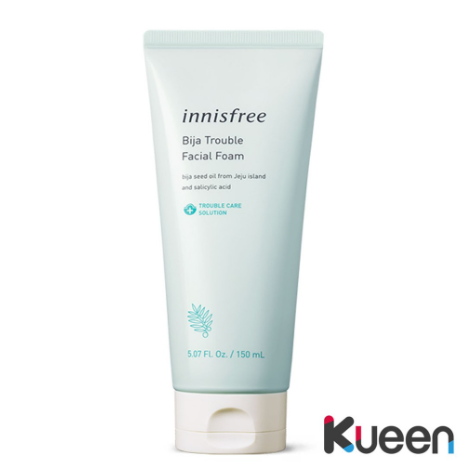 innisfree
Bija Trouble
Facial Foam
bija seed oil from Jeju island
and salicylic acid
TROUBLE CARE
SOLUTION
5.07 Fl. Oz. / 150 mL
Kueen